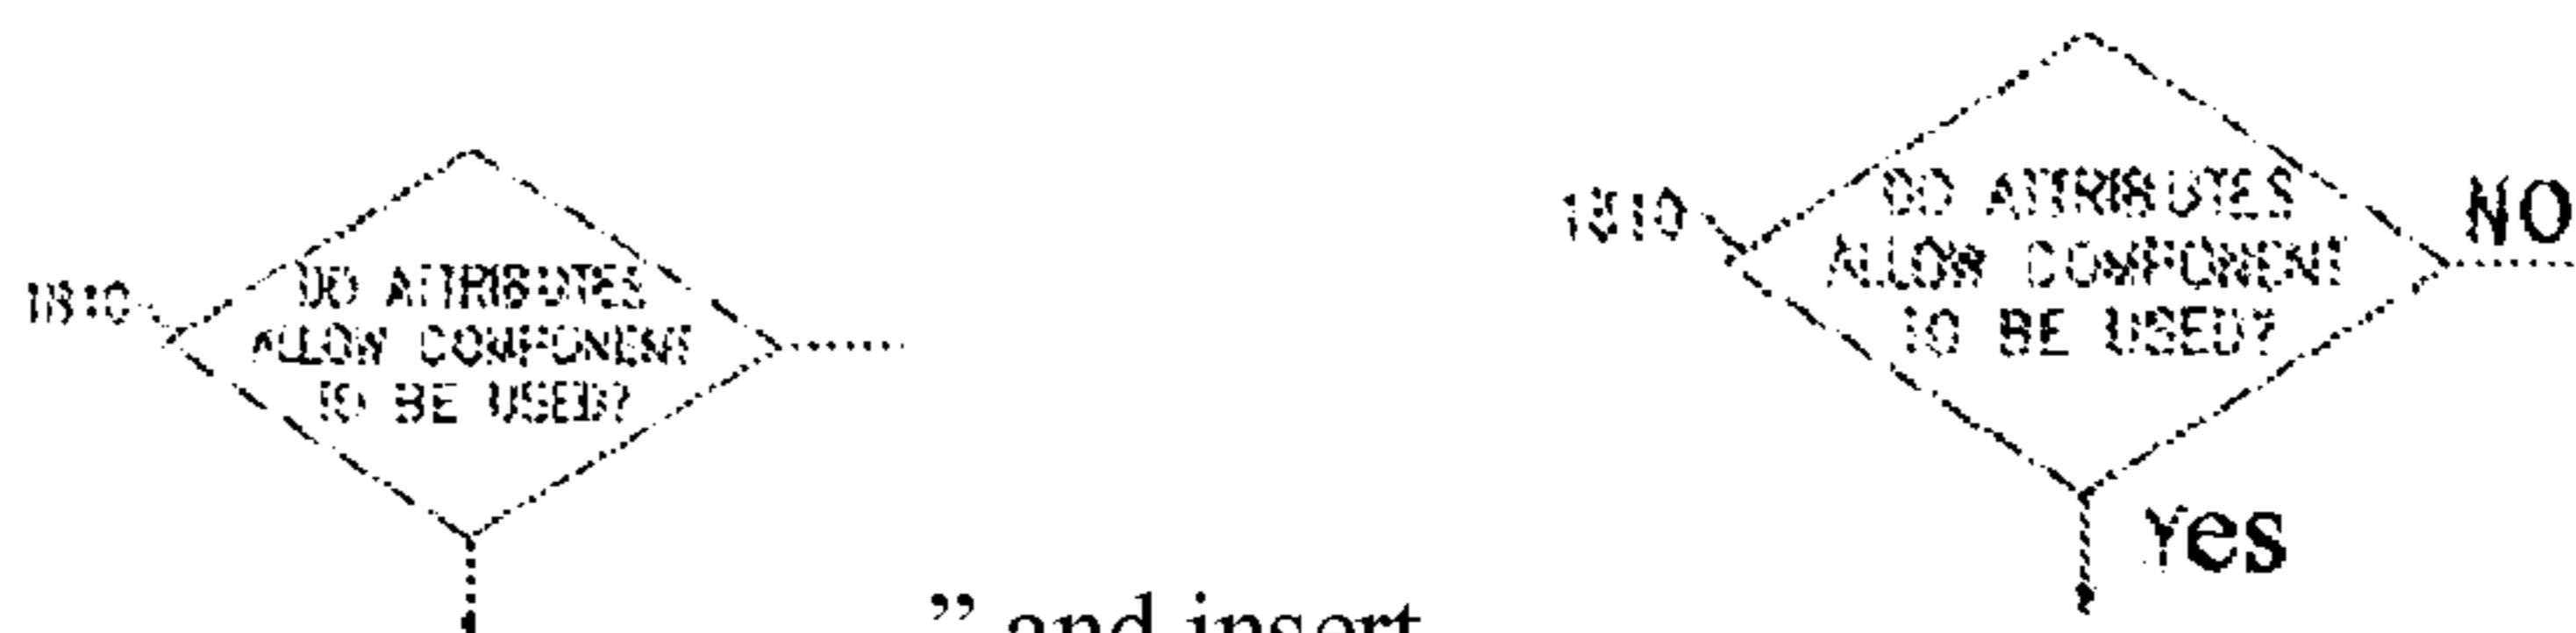 1810
DO ATTRIBUTES
ALLOW COMPONENT
TO BE USED?
” and insert
1810
DO ATTRIBUTES
ALLOW COMPONENT
TO BE USED?
NO
Yes